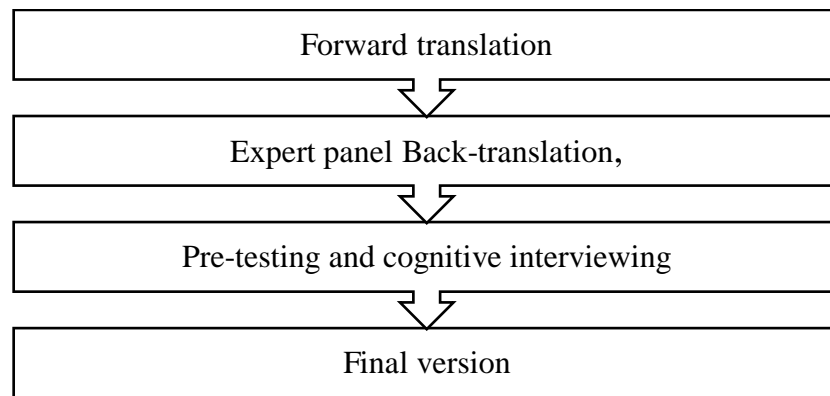 Forward translation
Expert panel Back-translation,
Pre-testing and cognitive interviewing
Final version